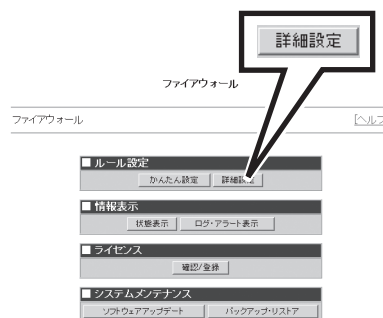 詳細設定
ファイアウォール
ファイアウォール [ヘルプ
■ ルール設定
かんたん設定 詳細設定
■ 情報表示
状態表示 ログ・アラート表示
■ ライセンス
確認/登録
■ システムメンテナンス
ソフトウェアアップデート バックアップ・リストア